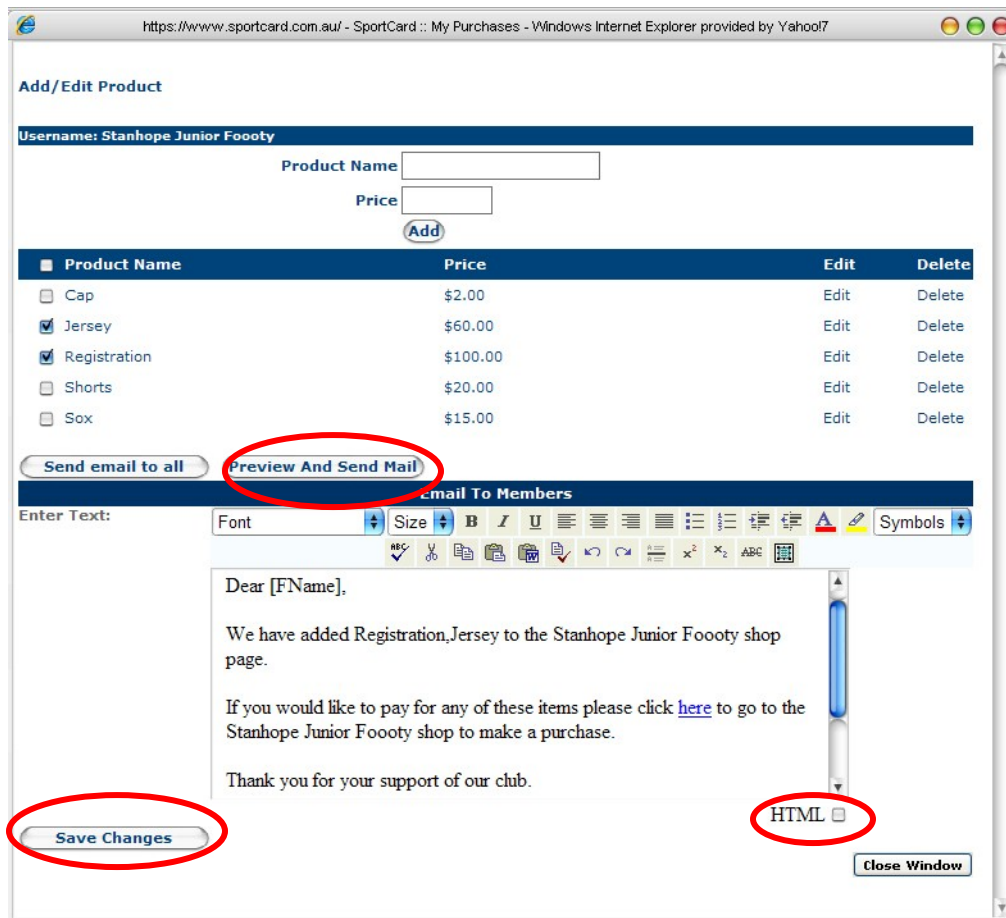 https://www.sportcard.com.au/ - SportCard :: My Purchases - Windows Internet Explorer provided by Yahoo!7
Add/Edit Product
Username: Stanhope Junior Foooty
Product Name
Price
Add
Product Name Price Edit Delete
Cap $2.00 Edit Delete
Jersey $60.00 Edit Delete
Registration $100.00 Edit Delete
Shorts $20.00 Edit Delete
Sox $15.00 Edit Delete
Send email to all Preview And Send Mail
Email To Members
Enter Text: Font Size B I U A Symbols
ABC W x² x₂ ABC
Dear [FName],
We have added Registration,Jersey to the Stanhope Junior Foooty shop
page.
If you would like to pay for any of these items please click here to go to the
Stanhope Junior Foooty shop to make a purchase.
Thank you for your support of our club.
HTML
Save Changes
Close Window